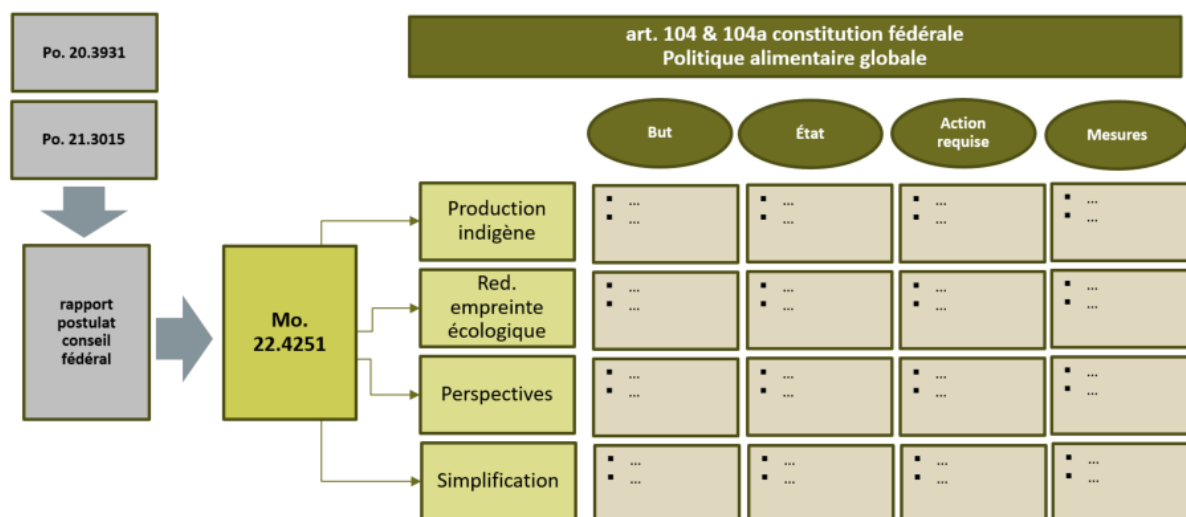 Po. 20.3931
art. 104 & 104a constitution fédérale
Politique alimentaire globale
Po. 21.3015
But
État
Action
requise
Mesures
rapport
postulat
conseil
fédéral
Mo.
22.4251
Production
indigène
▪ ...
▪ ...
▪ ...
▪ ...
▪ ...
▪ ...
▪ ...
▪ ...
Red.
empreinte
écologique
▪ ...
▪ ...
▪ ...
▪ ...
▪ ...
▪ ...
▪ ...
▪ ...
Perspectives
▪ ...
▪ ...
▪ ...
▪ ...
▪ ...
▪ ...
▪ ...
▪ ...
Simplification
▪ ...
▪ ...
▪ ...
▪ ...
▪ ...
▪ ...
▪ ...
▪ ...